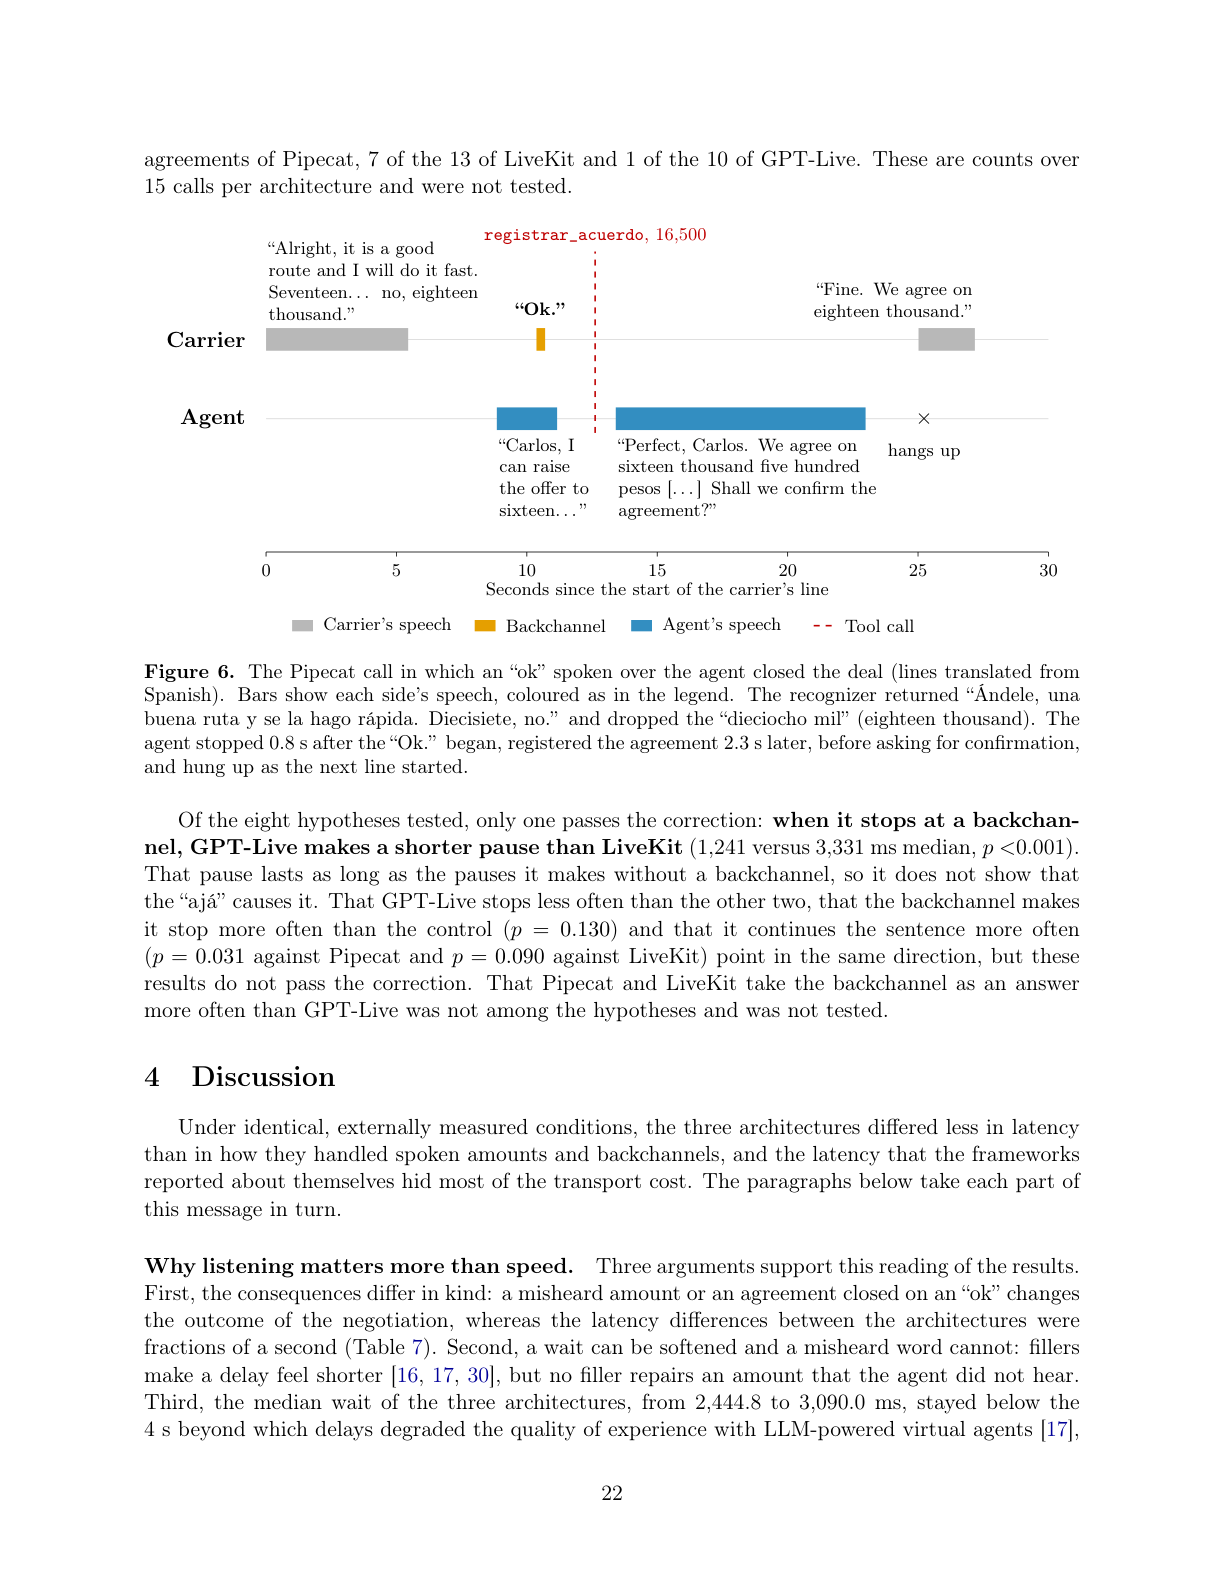 agreements of Pipecat, 7 of the 13 of LiveKit and 1 of the 10 of GPT-Live. These are counts over
15 calls per architecture and were not tested.
registrar_acuerdo, 16,500
“Alright, it is a good
route and I will do it fast.
Seventeen… no, eighteen
thousand.”
“Ok.”
“Fine. We agree on
eighteen thousand.”
Carrier
Agent
“Carlos, I
can raise
the offer to
sixteen…”
“Perfect, Carlos. We agree on
sixteen thousand five hundred
pesos […] Shall we confirm the
agreement?”
×
hangs up
0 5 10 15 20 25 30
Seconds since the start of the carrier’s line
Carrier’s speech Backchannel Agent’s speech Tool call
Figure 6. The Pipecat call in which an “ok” spoken over the agent closed the deal (lines translated from
Spanish). Bars show each side’s speech, coloured as in the legend. The recognizer returned “Ándele, una
buena ruta y se la hago rápida. Diecisiete, no.” and dropped the “dieciocho mil” (eighteen thousand). The
agent stopped 0.8 s after the “Ok.” began, registered the agreement 2.3 s later, before asking for confirmation,
and hung up as the next line started.
Of the eight hypotheses tested, only one passes the correction: when it stops at a backchan-
nel, GPT-Live makes a shorter pause than LiveKit (1,241 versus 3,331 ms median, p <0.001).
That pause lasts as long as the pauses it makes without a backchannel, so it does not show that
the “ajá” causes it. That GPT-Live stops less often than the other two, that the backchannel makes
it stop more often than the control (p = 0.130) and that it continues the sentence more often
(p = 0.031 against Pipecat and p = 0.090 against LiveKit) point in the same direction, but these
results do not pass the correction. That Pipecat and LiveKit take the backchannel as an answer
more often than GPT-Live was not among the hypotheses and was not tested.
4 Discussion
Under identical, externally measured conditions, the three architectures differed less in latency
than in how they handled spoken amounts and backchannels, and the latency that the frameworks
reported about themselves hid most of the transport cost. The paragraphs below take each part of
this message in turn.
Why listening matters more than speed. Three arguments support this reading of the results.
First, the consequences differ in kind: a misheard amount or an agreement closed on an “ok” changes
the outcome of the negotiation, whereas the latency differences between the architectures were
fractions of a second (Table 7). Second, a wait can be softened and a misheard word cannot: fillers
make a delay feel shorter [16, 17, 30], but no filler repairs an amount that the agent did not hear.
Third, the median wait of the three architectures, from 2,444.8 to 3,090.0 ms, stayed below the
4 s beyond which delays degraded the quality of experience with LLM-powered virtual agents [17],
22